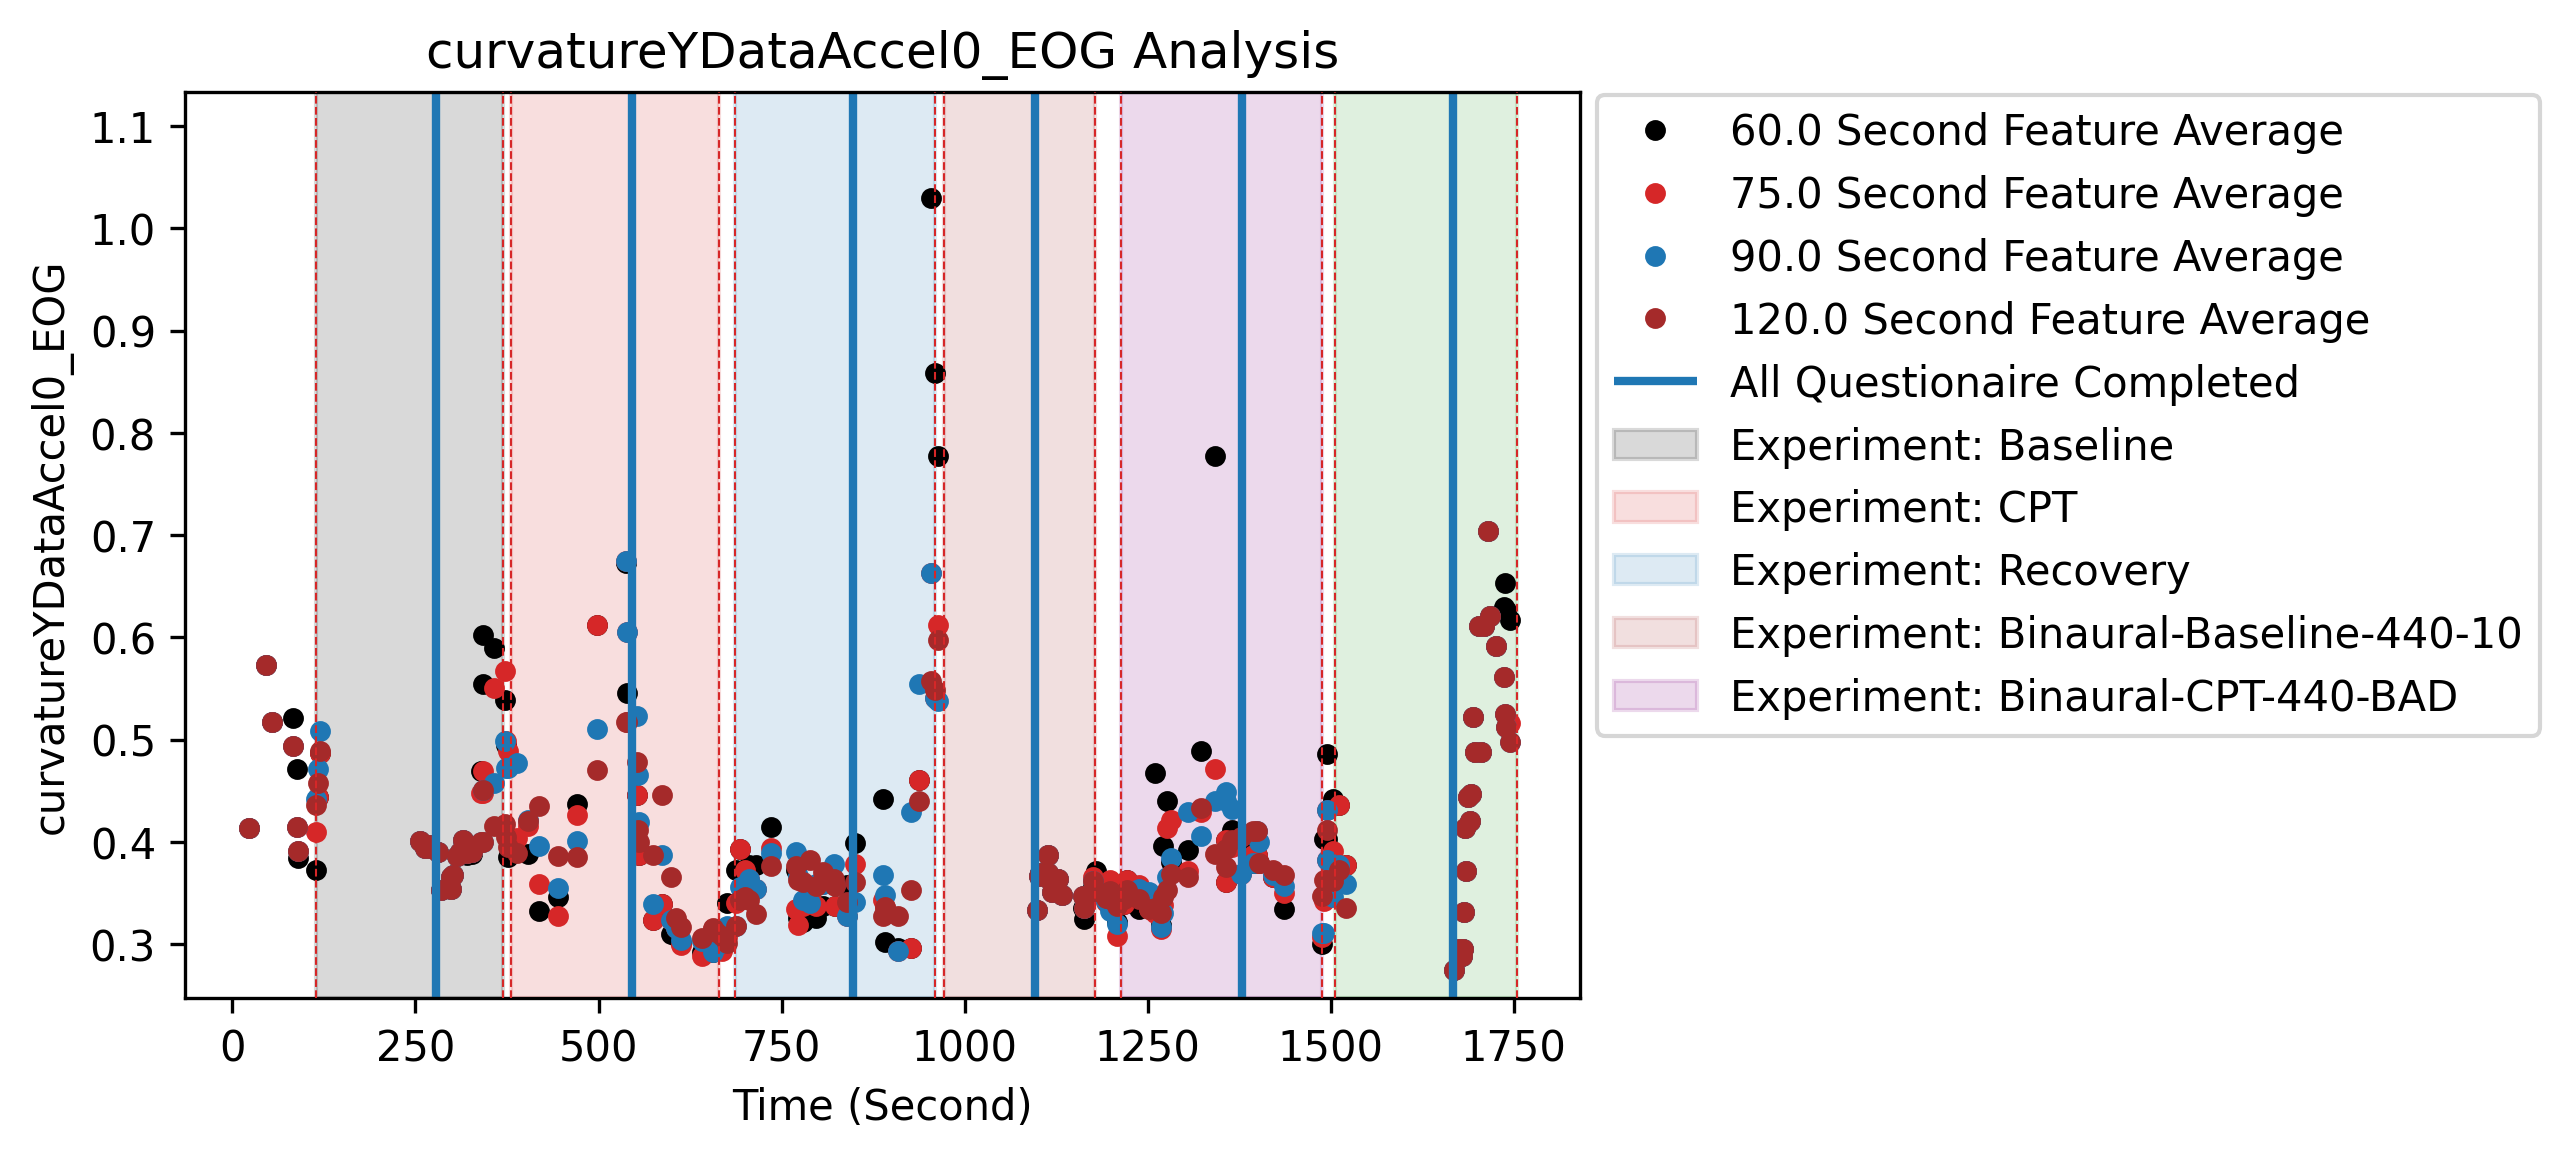 curvatureYDataAccel0_EOG Analysis
curvatureYDataAccel0_EOG
1.1
1.0
0.9
0.8
0.7
0.6
0.5
0.4
0.3
0 250 500 750 1000 1250 1500 1750
Time (Second)
60.0 Second Feature Average
75.0 Second Feature Average
90.0 Second Feature Average
120.0 Second Feature Average
All Questionaire Completed
Experiment: Baseline
Experiment: CPT
Experiment: Recovery
Experiment: Binaural-Baseline-440-10
Experiment: Binaural-CPT-440-BAD